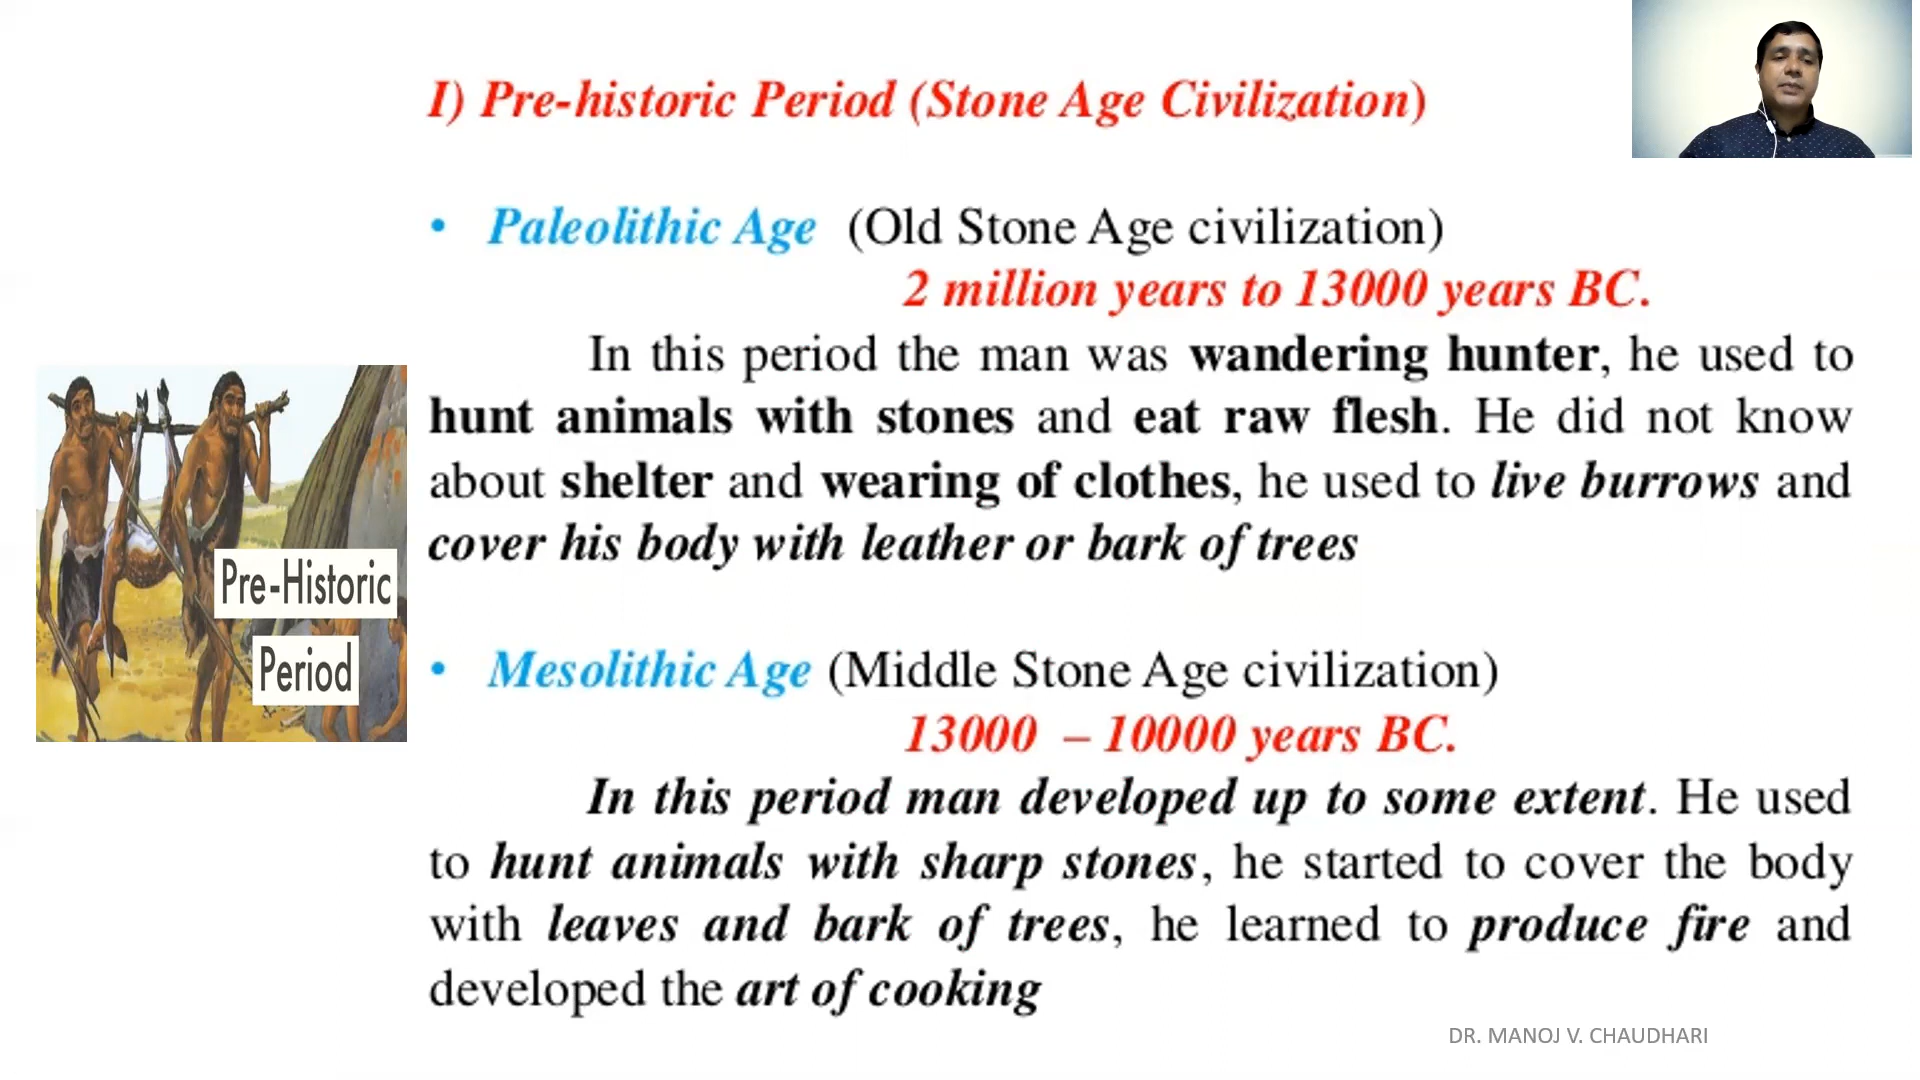 I) Pre-historic Period (Stone Age Civilization)
• Paleolithic Age (Old Stone Age civilization)
2 million years to 13000 years BC.
In this period the man was wandering hunter, he used to
hunt animals with stones and eat raw flesh. He did not know
about shelter and wearing of clothes, he used to live burrows and
cover his body with leather or bark of trees
Pre-Historic
Period
• Mesolithic Age (Middle Stone Age civilization)
13000 – 10000 years BC.
In this period man developed up to some extent. He used
to hunt animals with sharp stones, he started to cover the body
with leaves and bark of trees, he learned to produce fire and
developed the art of cooking
DR. MANOJ V. CHAUDHARI